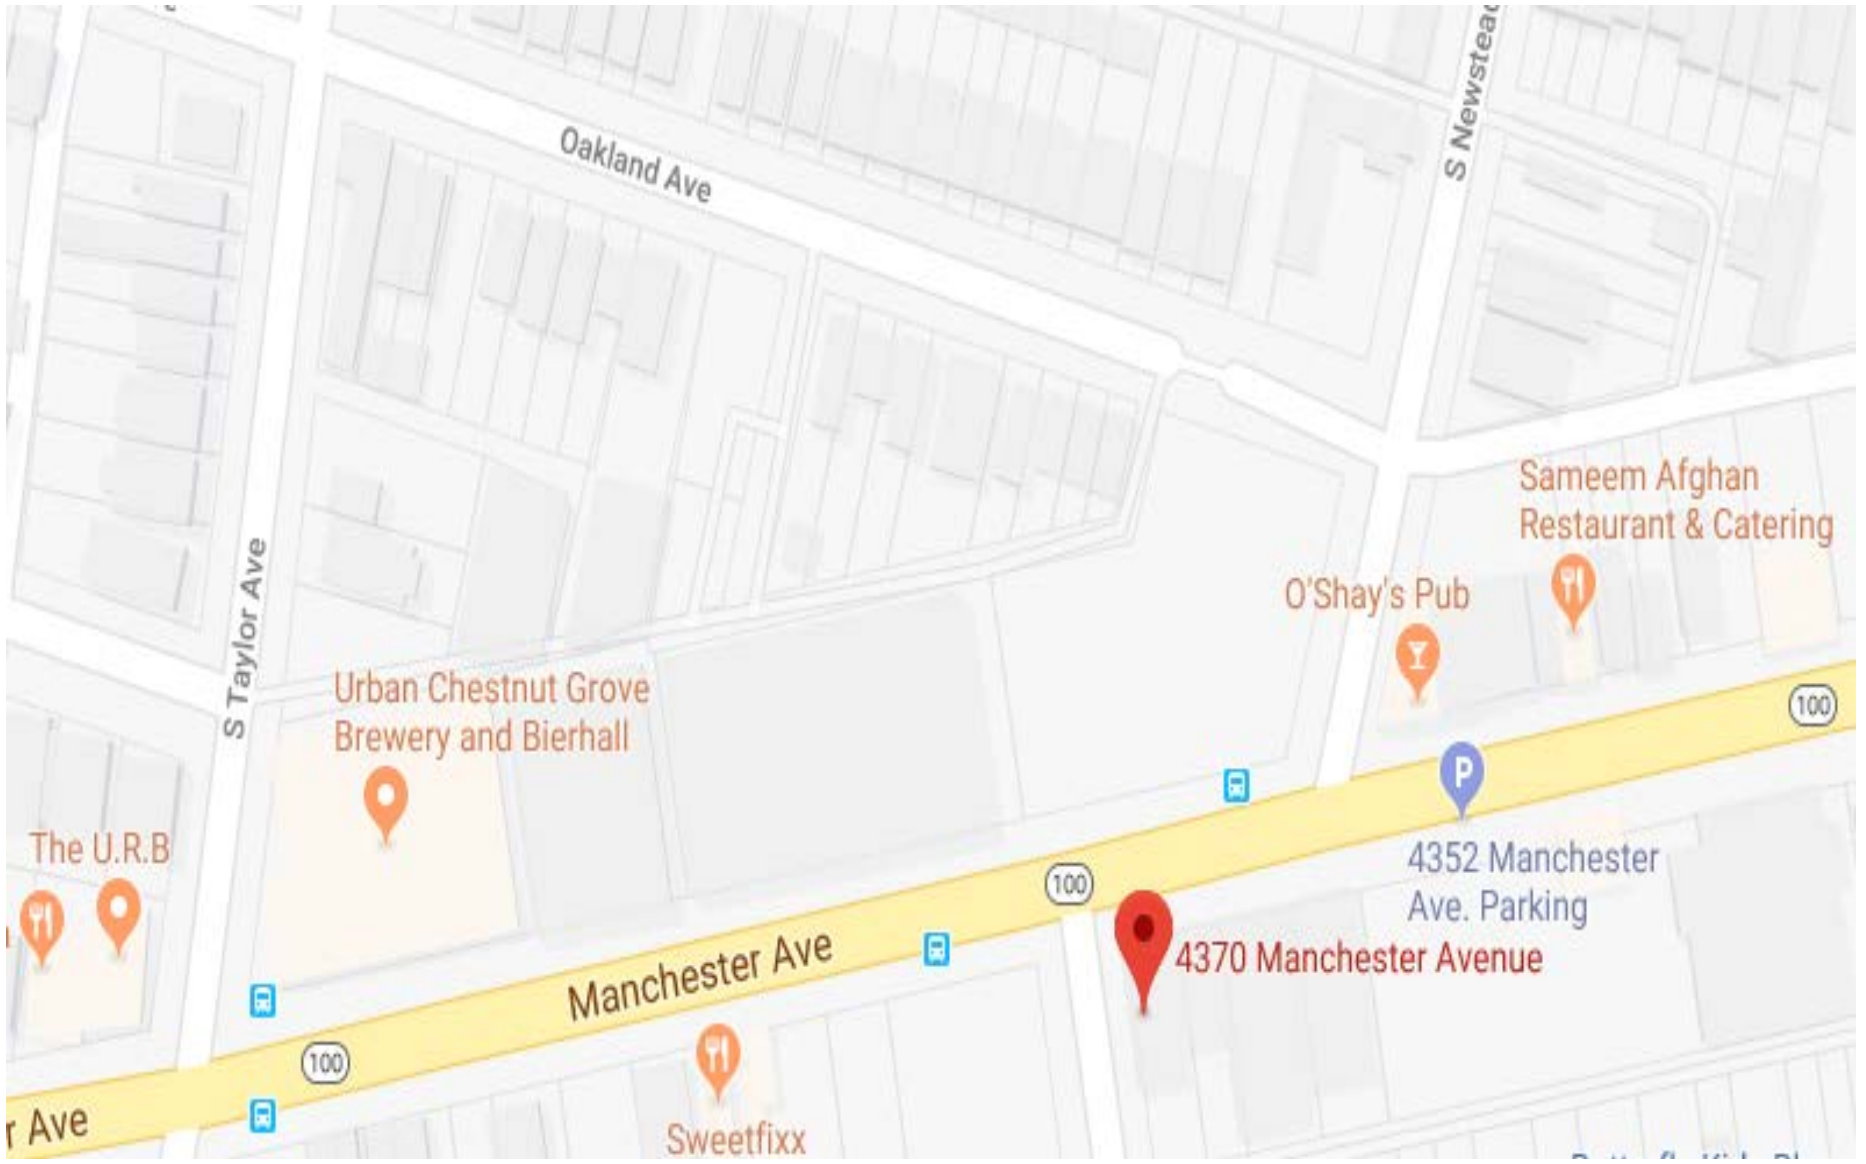 Oakland Ave
S Newstead
Sameem Afghan
Restaurant & Catering
O'Shay's Pub
S Taylor Ave
Urban Chestnut Grove
Brewery and Bierhall
100
P
The U.R.B
4352 Manchester
Ave. Parking
100
Manchester Ave
4370 Manchester Avenue
100
r Ave
Sweetfixx